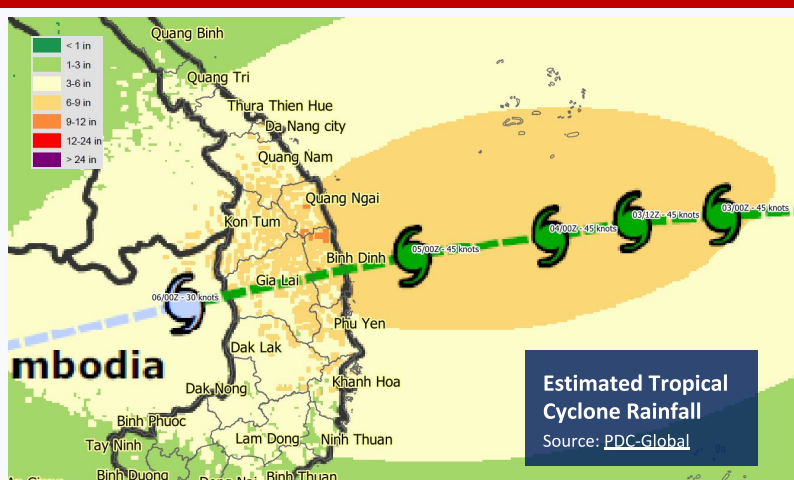 Quang Binh
< 1 in
1-3 in
3-6 in
6-9 in
9-12 in
12-24 in
> 24 in
Quang Tri
Thura Thien Hue
Da Nang city
Quang Nam
Quang Ngai
Kon Tum
03/00Z - 45 knots
03/12Z - 45 knots
04/00Z - 45 knots
05/00Z - 45 knots
Binh Dinh
Gia Lai
06/00Z - 30 knots
Phu Yen
Dak Lak
mbodia
Dak Nong
Khanh Hoa
Estimated Tropical
Cyclone Rainfall
Source: PDC-Global
Binh Phuoc
Tay Ninh
Lam Dong
Ninh Thuan
Binh Duong
Binh Thuan